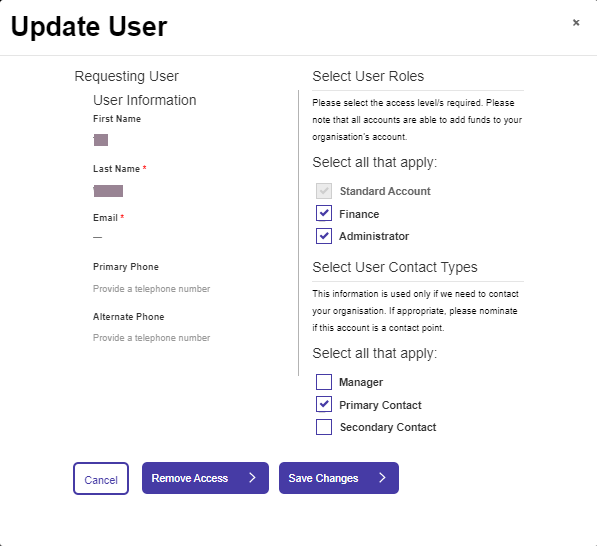 Update User
×
Requesting User
User Information
First Name
Last Name *
Email *
—
Primary Phone
Provide a telephone number
Alternate Phone
Provide a telephone number
Select User Roles
Please select the access level/s required. Please
note that all accounts are able to add funds to your
organisation's account.
Select all that apply:
Standard Account
Finance
Administrator
Select User Contact Types
This information is used only if we need to contact
your organisation. If appropriate, please nominate
if this account is a contact point.
Select all that apply:
Manager
Primary Contact
Secondary Contact
Cancel
Remove Access
Save Changes